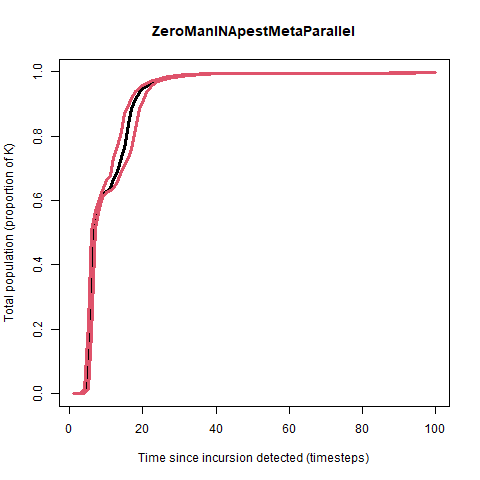 ZeroManINApestMetaParallel
Total population (proportion of K)
1.0
0.8
0.6
0.4
0.2
0.0
0 20 40 60 80 100
Time since incursion detected (timesteps)